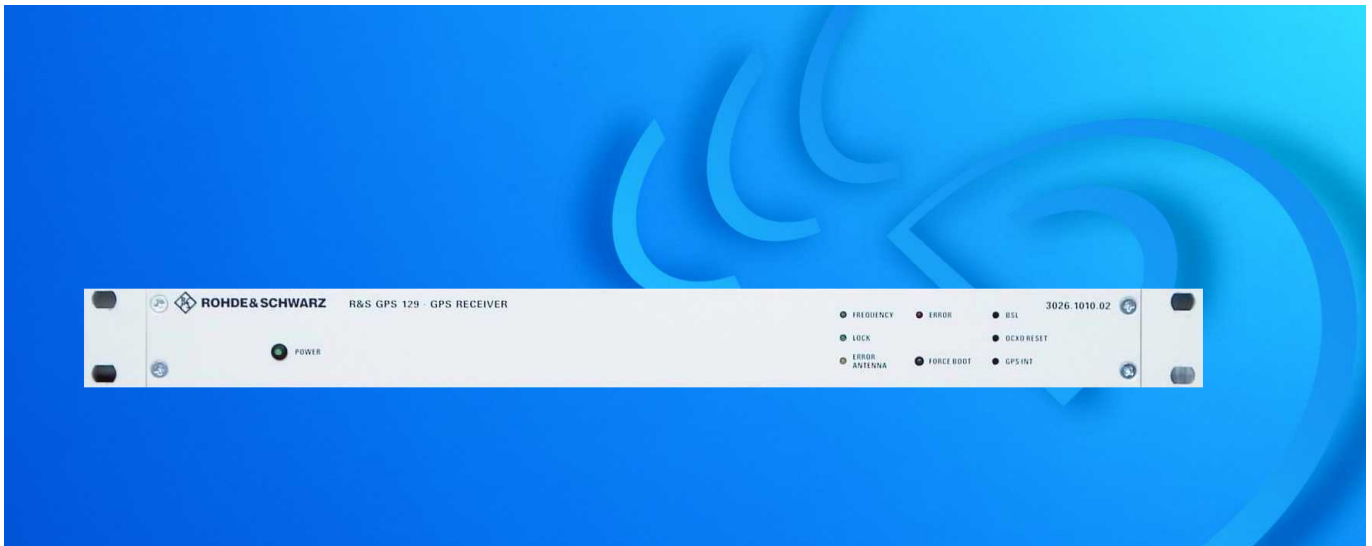 ROHDE&SCHWARZ R&S GPS 129 - GPS RECEIVER 3026.1010.02
FREQUENCY ERROR BSL
LOCK OCXO RESET
POWER
ERROR
ANTENNA FORCE BOOT GPS INT